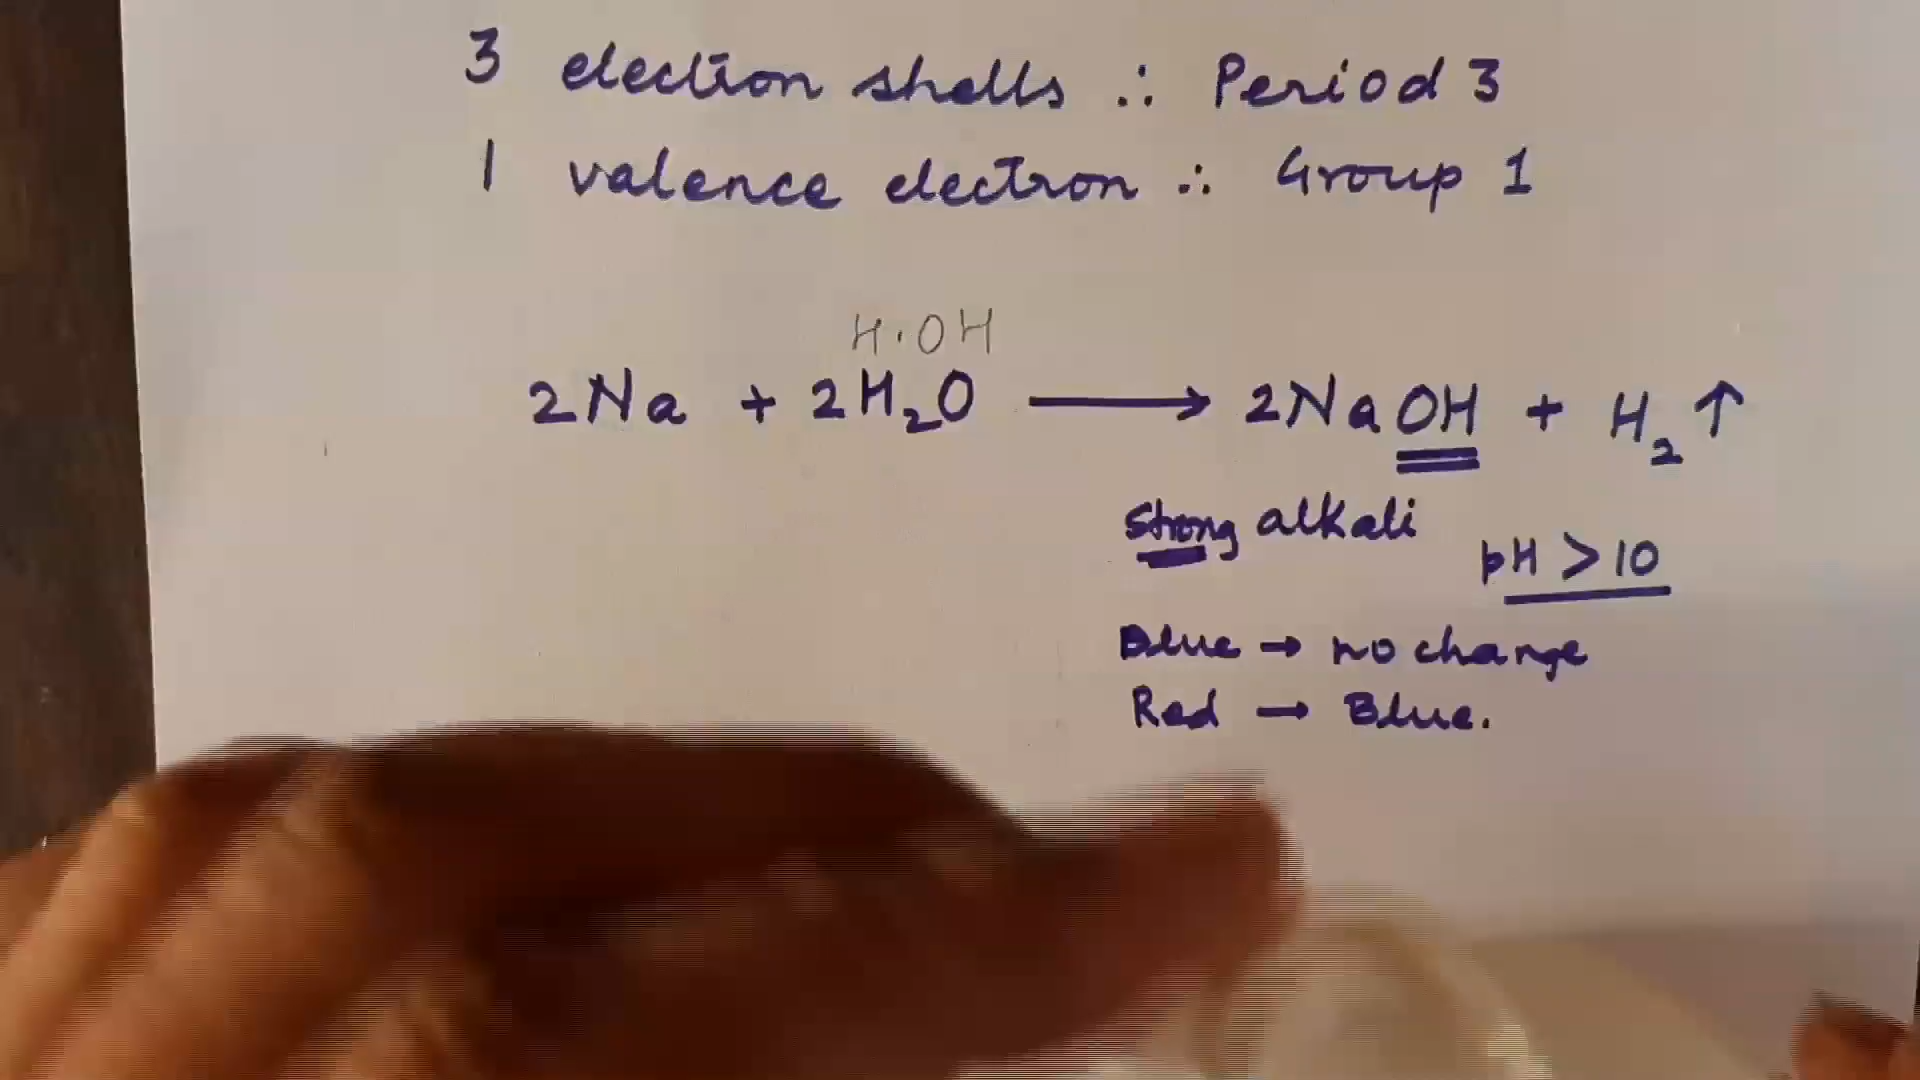 3 electron shells ∴ Period 3
1 valence electron ∴ Group 1
H.OH
2Na + 2H₂O ⟶ 2NaOH + H₂ ↑
Strong alkali
pH > 10
Blue → no change
Red → Blue.